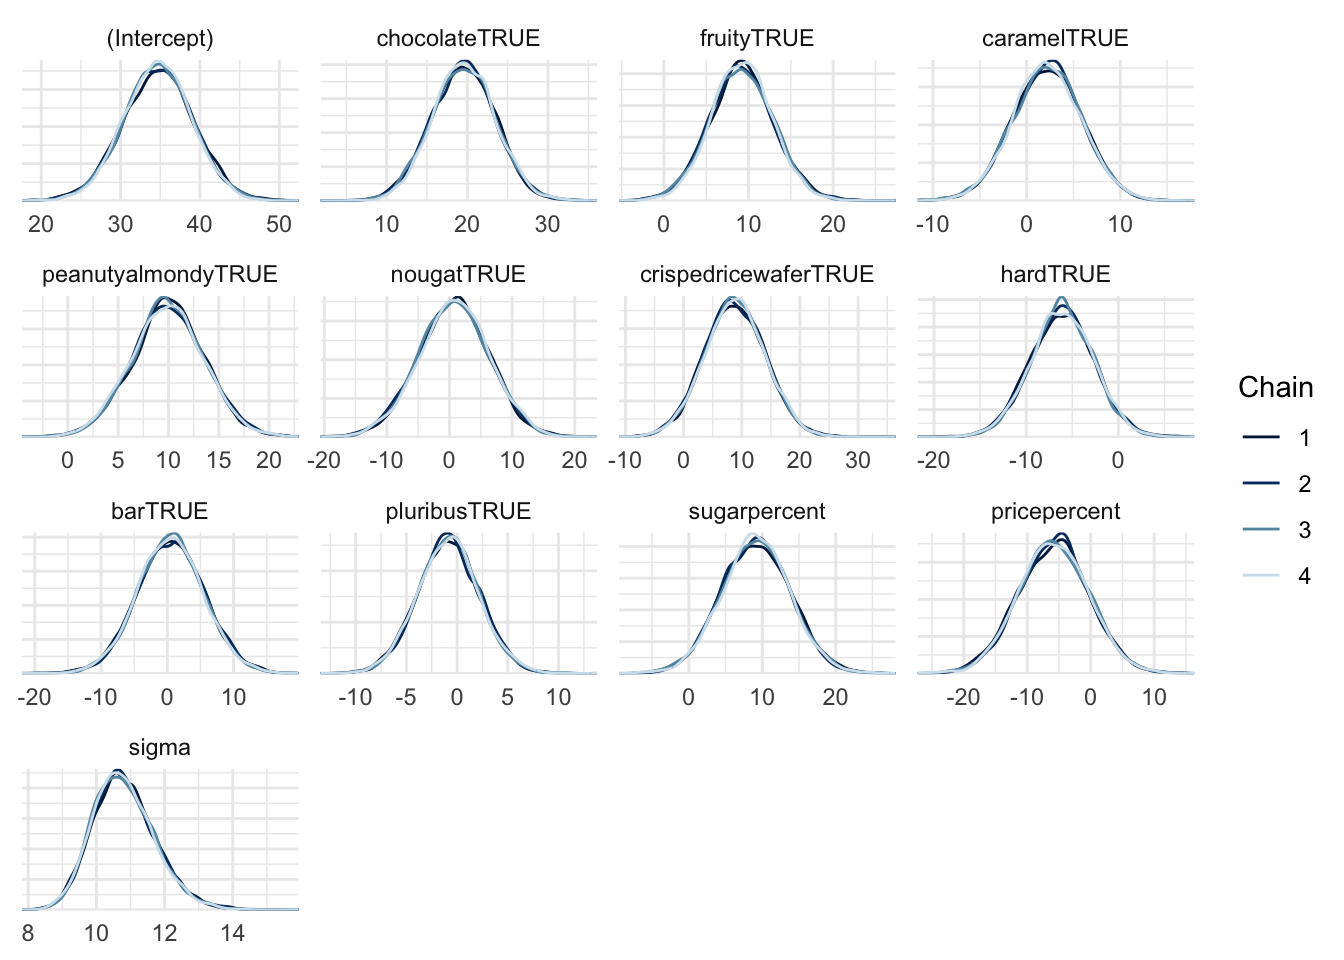 (Intercept) chocolateTRUE fruityTRUE caramelTRUE
20 30 40 50 10 20 30 0 10 20 -10 0 10
peanutyalmondyTRUE nougatTRUE crispedricewaferTRUE hardTRUE
0 5 10 15 20 -20 -10 0 10 20 -10 0 10 20 30 -20 -10 0
barTRUE pluribusTRUE sugarpercent pricepercent
-20 -10 0 10 -10 -5 0 5 10 0 10 20 -20 -10 0 10
sigma
8 10 12 14
Chain
1
2
3
4